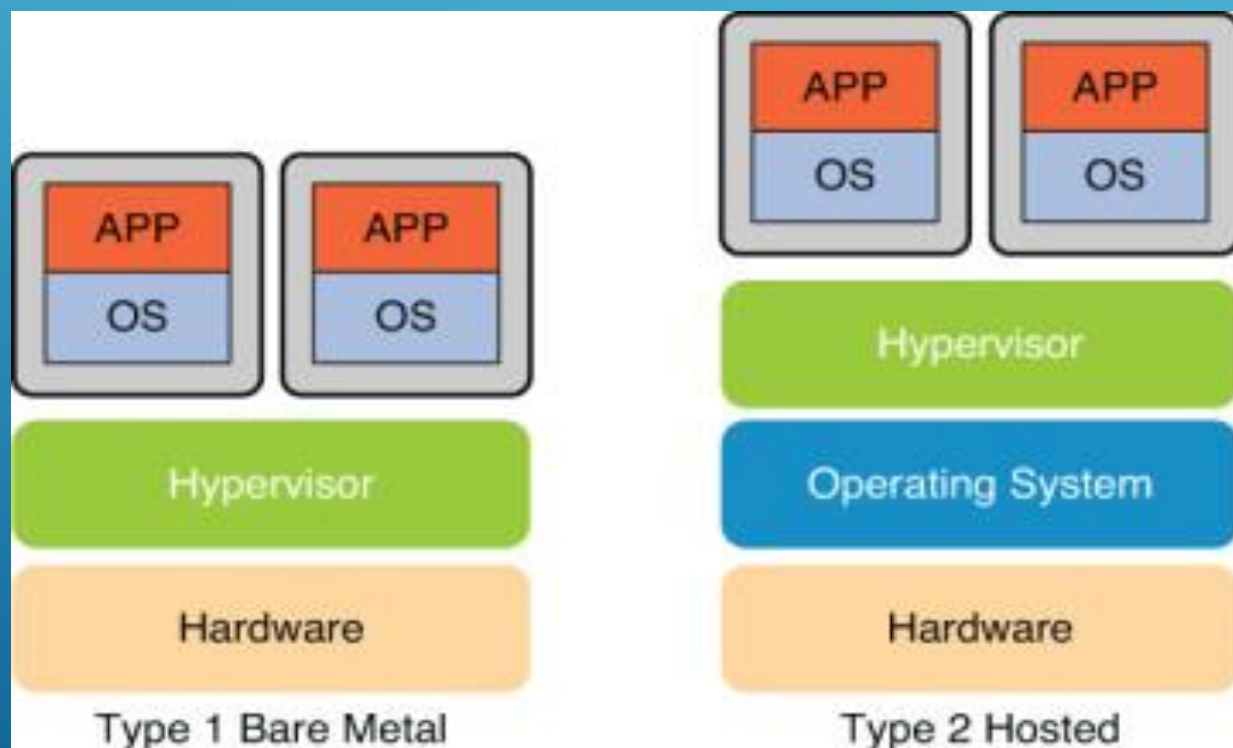 APP
OS
APP
OS
Hypervisor
Hardware
Type 1 Bare Metal
APP
OS
APP
OS
Hypervisor
Operating System
Hardware
Type 2 Hosted